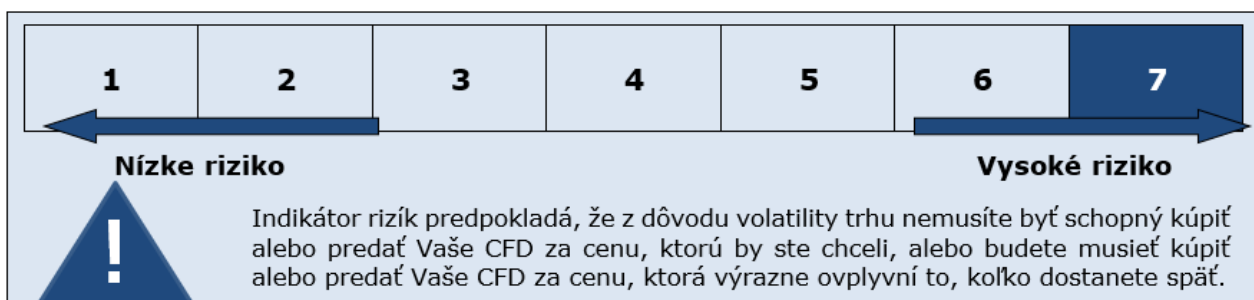 1 2 3 4 5 6 7
Nízke riziko Vysoké riziko
!
Indikátor rizík predpokladá, že z dôvodu volatility trhu nemusíte byť schopný kúpiť
alebo predať Vaše CFD za cenu, ktorú by ste chceli, alebo budete musieť kúpiť
alebo predať Vaše CFD za cenu, ktorá výrazne ovplyvní to, koľko dostanete späť.